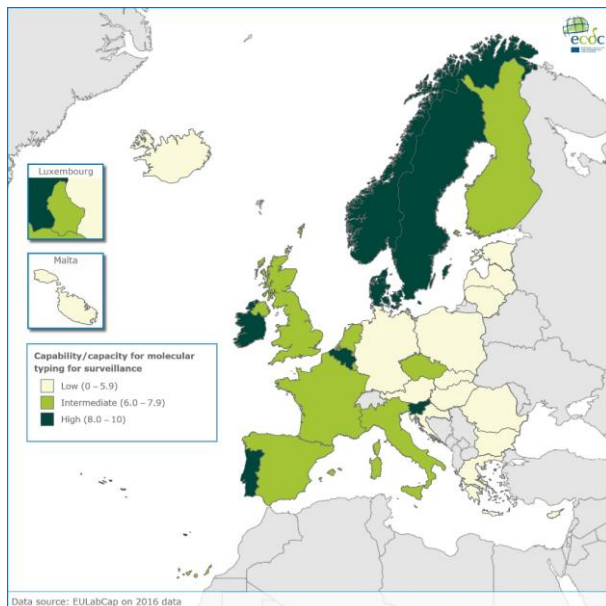 ecdc
Luxembourg
Malta
Capability/capacity for molecular
typing for surveillance
Low (0 – 5.9)
Intermediate (6.0 – 7.9)
High (8.0 – 10)
Data source: EULabCap on 2016 data